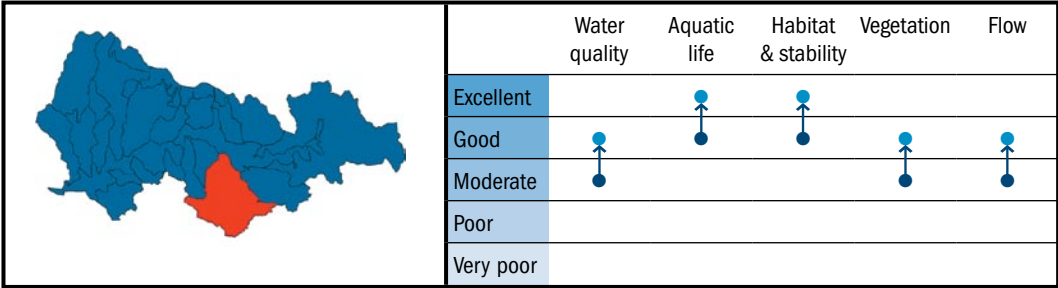 Water quality
Aquatic life
Habitat & stability
Vegetation
Flow
Excellent
Good
Moderate
Poor
Very poor